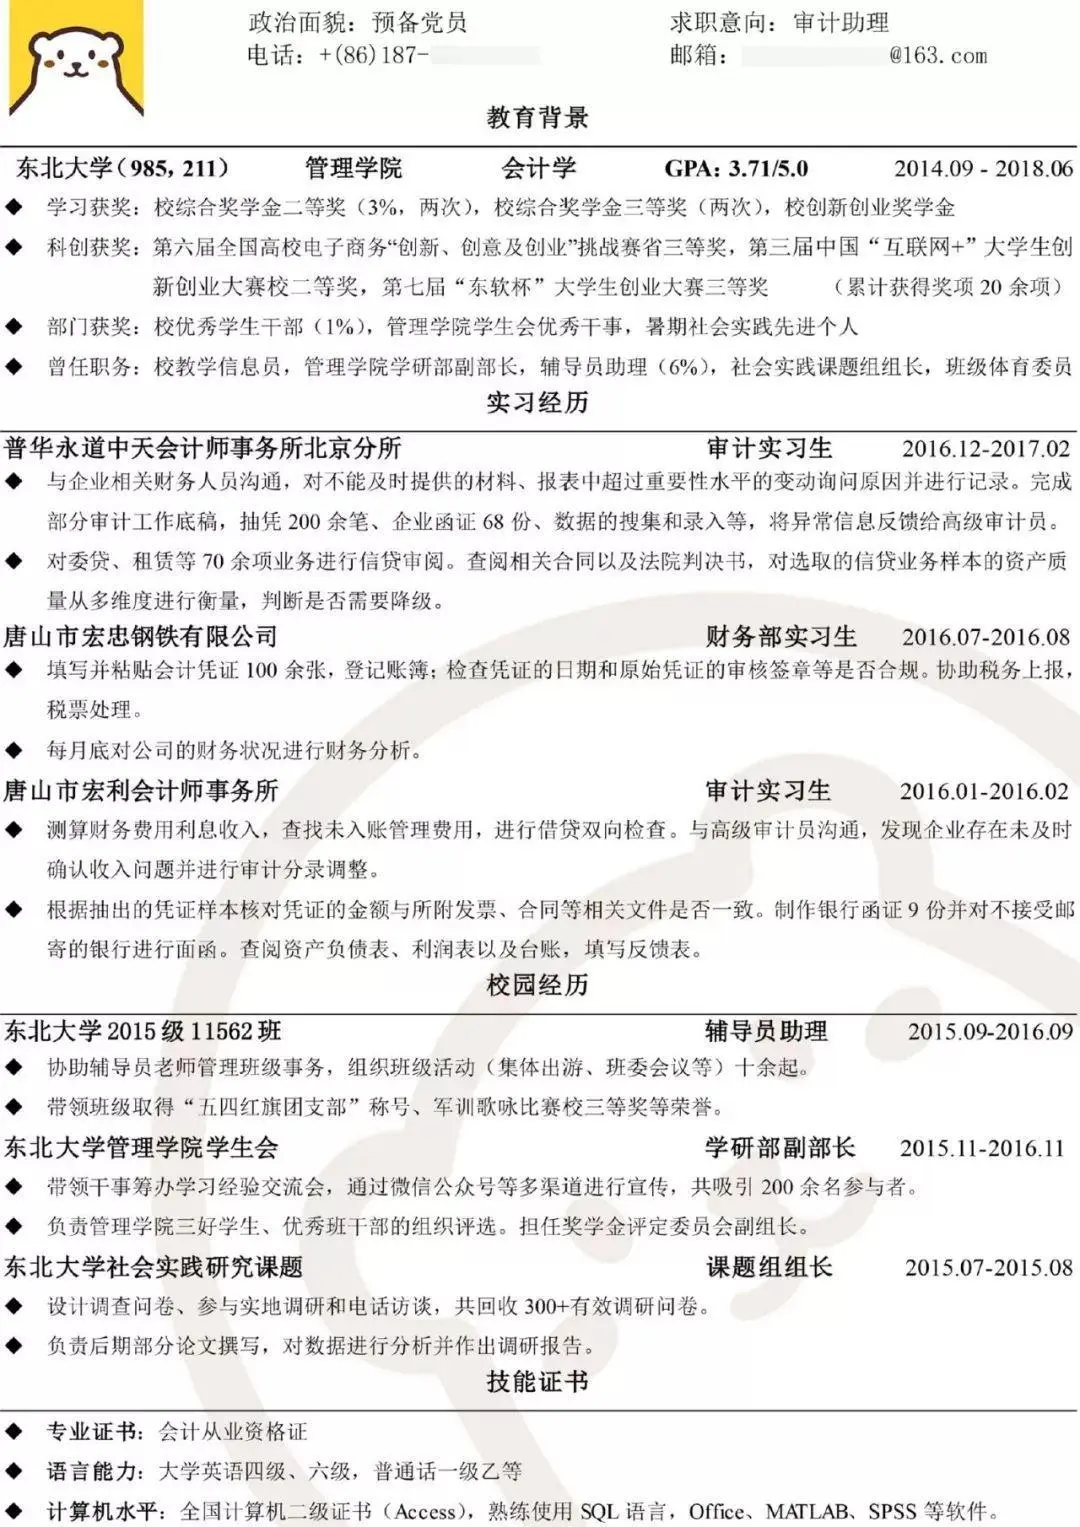 政治面貌：预备党员 求职意向：审计助理
电话：+(86)187- 邮箱： @163.com
教育背景
东北大学（985，211） 管理学院 会计学 GPA：3.71/5.0 2014.09 - 2018.06
◆ 学习获奖：校综合奖学金二等奖（3%，两次），校综合奖学金三等奖（两次），校创新创业奖学金
◆ 科创获奖：第六届全国高校电子商务“创新、创意及创业”挑战赛省三等奖，第三届中国“互联网+”大学生创
新创业大赛校二等奖，第七届“东软杯”大学生创业大赛三等奖 （累计获得奖项 20 余项）
◆ 部门获奖：校优秀学生干部（1%），管理学院学生会优秀干事，暑期社会实践先进个人
◆ 曾任职务：校教学信息员，管理学院学研部副部长，辅导员助理（6%），社会实践课题组组长，班级体育委员
实习经历
普华永道中天会计师事务所北京分所 审计实习生 2016.12-2017.02
◆ 与企业相关财务人员沟通，对不能及时提供的材料、报表中超过重要性水平的变动询问原因并进行记录。完成
部分审计工作底稿，抽凭 200 余笔、企业函证 68 份、数据的搜集和录入等，将异常信息反馈给高级审计员。
◆ 对委贷、租赁等 70 余项业务进行信贷审阅。查阅相关合同以及法院判决书，对选取的信贷业务样本的资产质
量从多维度进行衡量，判断是否需要降级。
唐山市宏忠钢铁有限公司 财务部实习生 2016.07-2016.08
◆ 填写并粘贴会计凭证 100 余张，登记账簿；检查凭证的日期和原始凭证的审核签章等是否合规。协助税务上报，
税票处理。
◆ 每月底对公司的财务状况进行财务分析。
唐山市宏利会计师事务所 审计实习生 2016.01-2016.02
◆ 测算财务费用利息收入，查找未入账管理费用，进行借贷双向检查。与高级审计员沟通，发现企业存在未及时
确认收入问题并进行审计分录调整。
◆ 根据抽出的凭证样本核对凭证的金额与所附发票、合同等相关文件是否一致。制作银行函证 9 份并对不接受邮
寄的银行进行面函。查阅资产负债表、利润表以及台账，填写反馈表。
校园经历
东北大学 2015 级 11562 班 辅导员助理 2015.09-2016.09
◆ 协助辅导员老师管理班级事务，组织班级活动（集体出游、班委会议等）十余起。
◆ 带领班级取得“五四红旗团支部”称号、军训歌咏比赛校三等奖等荣誉。
东北大学管理学院学生会 学研部副部长 2015.11-2016.11
◆ 带领干事筹办学习经验交流会，通过微信公众号等多渠道进行宣传，共吸引 200 余名参与者。
◆ 负责管理学院三好学生、优秀班干部的组织评选。担任奖学金评定委员会副组长。
东北大学社会实践研究课题 课题组组长 2015.07-2015.08
◆ 设计调查问卷、参与实地调研和电话访谈，共回收 300+有效调研问卷。
◆ 负责后期部分论文撰写，对数据进行分析并作出调研报告。
技能证书
◆ 专业证书：会计从业资格证
◆ 语言能力：大学英语四级、六级，普通话一级乙等
◆ 计算机水平：全国计算机二级证书（Access），熟练使用 SQL 语言，Office、MATLAB、SPSS 等软件。